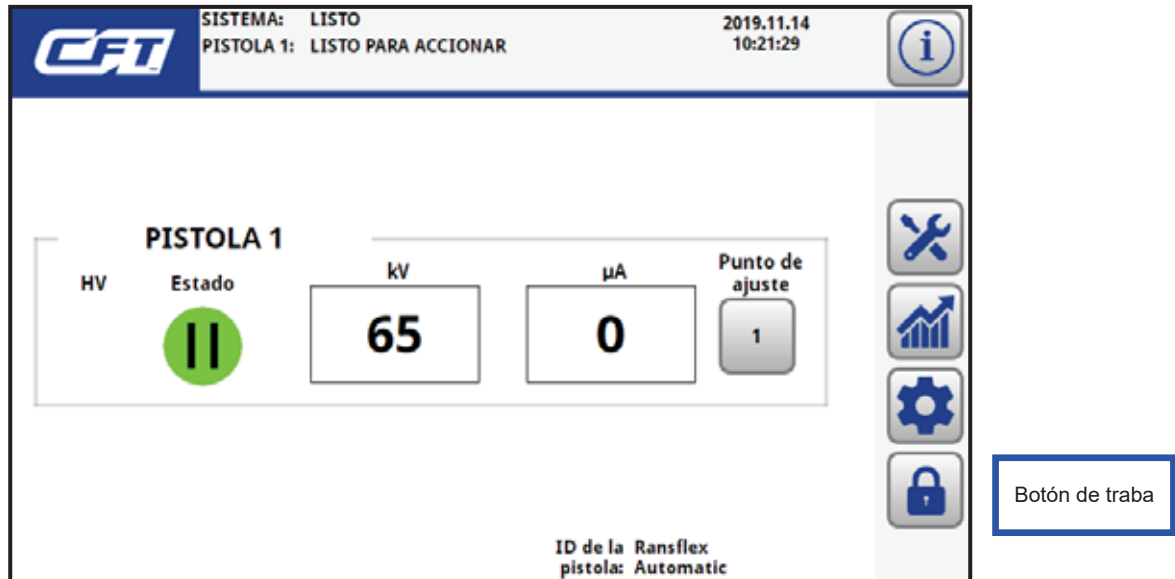 CFT
SISTEMA: LISTO
PISTOLA 1: LISTO PARA ACCIONAR
2019.11.14
10:21:29
i
PISTOLA 1
HV
Estado
kV
µA
Punto de
ajuste
65
0
1
Botón de traba
ID de la Ransflex
pistola: Automatic